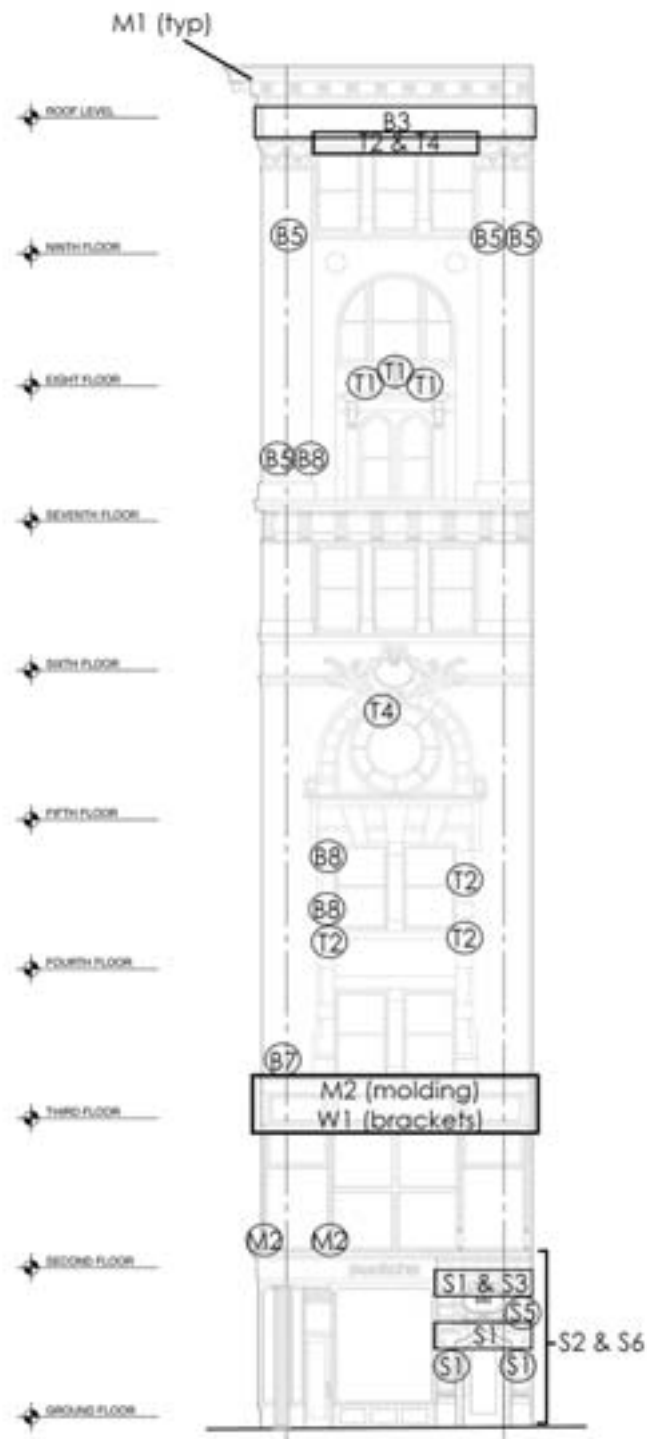 M1 (typ)
ROOF LEVEL
B3
T2 & T4
B5 B5 B5
NINTH FLOOR
EIGHT FLOOR
T1 T1 T1
B5 B8
SEVENTH FLOOR
SIXTH FLOOR
T4
FIFTH FLOOR
B8
T2
B8
T2 T2
FOURTH FLOOR
B7
M2 (molding)
THIRD FLOOR
W1 (brackets)
M2 M2
SECOND FLOOR
S1 & S3
S5
S1
S2 & S6
S1 S1
GROUND FLOOR